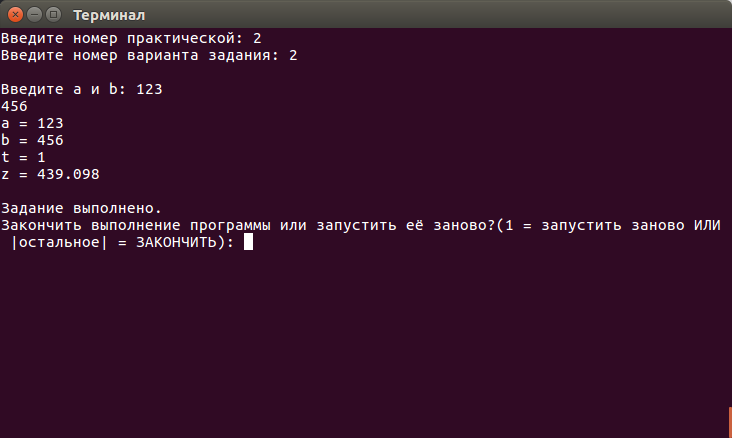 Терминал
Введите номер практической: 2
Введите номер варианта задания: 2
Введите a и b: 123
456
a = 123
b = 456
t = 1
z = 439.098
Задание выполнено.
Закончить выполнение программы или запустить её заново?(1 = запустить заново ИЛИ
|остальное| = ЗАКОНЧИТЬ):